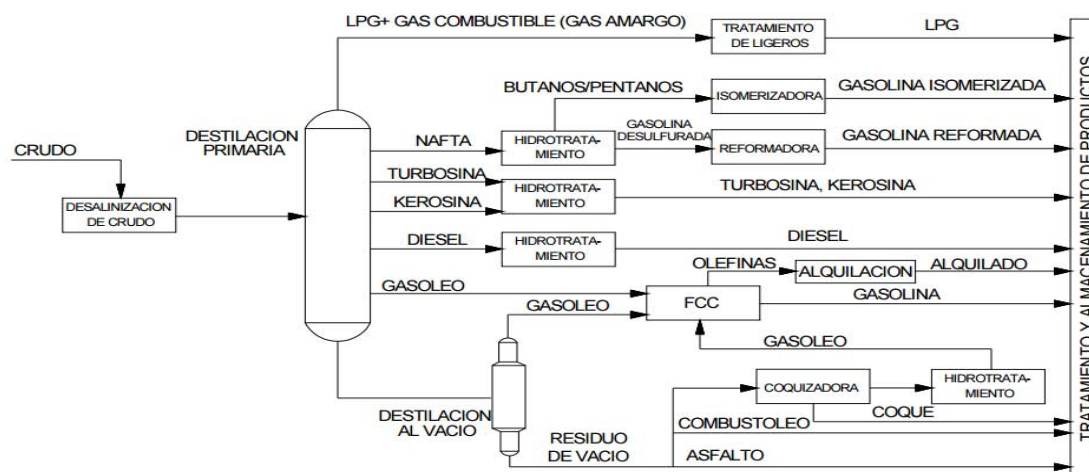 LPG+ GAS COMBUSTIBLE (GAS AMARGO)
TRATAMIENTO
DE LIGEROS
LPG
BUTANOS/PENTANOS
ISOMERIZADORA
GASOLINA ISOMERIZADA
DESTILACION
PRIMARIA
NAFTA
HIDROTRATA-
MIENTO
GASOLINA
DESULFURADA
REFORMADORA
GASOLINA REFORMADA
CRUDO
DESALINIZACION
DE CRUDO
TURBOSINA
KEROSINA
HIDROTRATA-
MIENTO
TURBOSINA, KEROSINA
DIESEL
HIDROTRATA-
MIENTO
DIESEL
OLEFINAS
ALQUILACION
ALQUILADO
GASOLEO
GASOLEO
FCC
GASOLINA
GASOLEO
COQUIZADORA
HIDROTRATA-
MIENTO
COQUE
DESTILACION
AL VACIO
COMBUSTOLEO
RESIDUO
DE VACIO
ASFALTO
TRATAMIENTO Y ALMACENAMIENTO DE PRODUCTOS